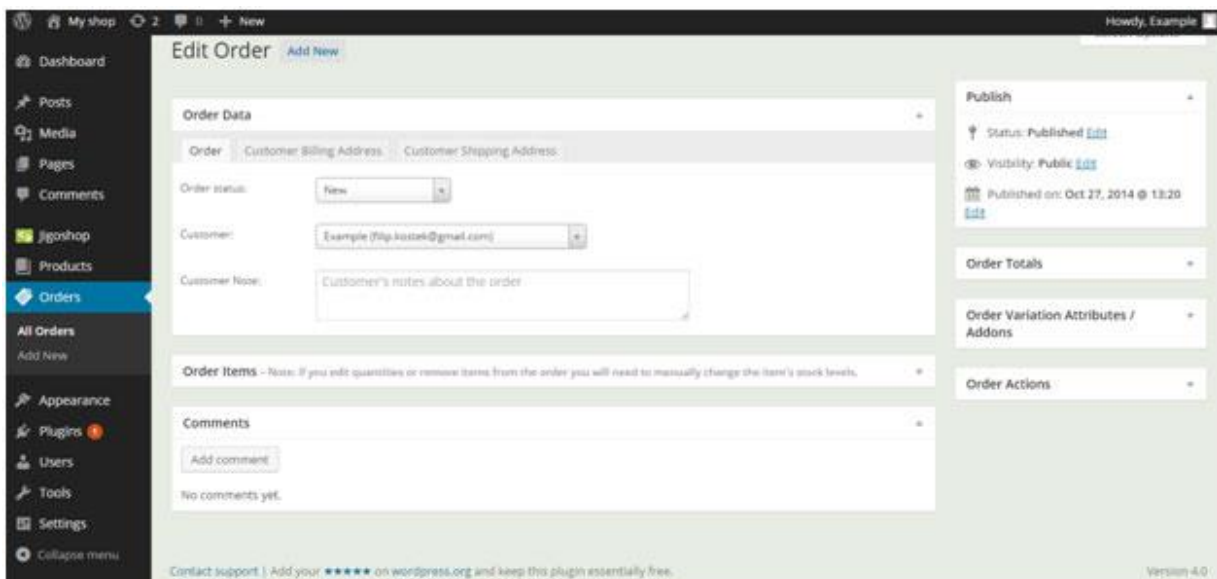 My shop 2 0 + New Howdy, Example
Dashboard
Posts
Media
Pages
Comments
Jigoshop
Products
Orders
All Orders
Add New
Appearance
Plugins 1
Users
Tools
Settings
Collapse menu
Edit Order Add New
Order Data
Order Customer Billing Address Customer Shipping Address
Order status: New
Customer: Example (filip.kostek@gmail.com)
Customer Note: Customer's notes about the order
Order Items - Note: if you edit quantities or remove items from the order you will need to manually change the item's stock levels.
Comments
Add comment
No comments yet.
Publish
Status: Published Edit
Visibility: Public Edit
Published on: Oct 27, 2014 @ 13:20
Edit
Order Totals
Order Variation Attributes /
Addons
Order Actions
Contact support | Add your ★★★★★ on wordpress.org and keep this plugin essentially free. Version 4.0